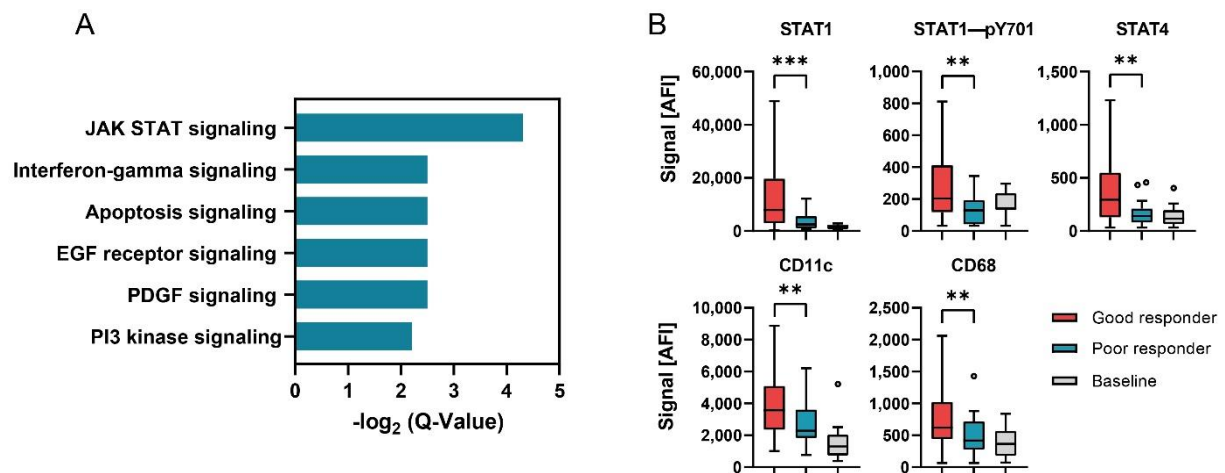 A
JAK STAT signaling
Interferon-gamma signaling
Apoptosis signaling
EGF receptor signaling
PDGF signaling
PI3 kinase signaling
0 1 2 3 4 5
-log₂ (Q-Value)
B
STAT1
***
Signal [AFI]
60,000
40,000
20,000
0
STAT1—pY701
**
1,000
800
600
400
200
0
STAT4
**
1,500
1,000
500
0
CD11c
**
Signal [AFI]
10,000
8,000
6,000
4,000
2,000
0
CD68
**
2,500
2,000
1,500
1,000
500
0
Good responder
Poor responder
Baseline